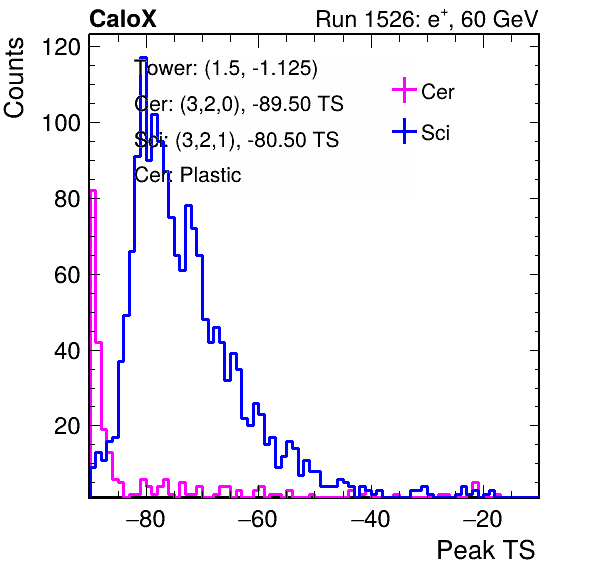 CaloX Run 1526: e+, 60 GeV
Counts
120
100
80
60
40
20
Tower: (1.5, -1.125)
Cer: (3,2,0), -89.50 TS
Sci: (3,2,1), -80.50 TS
Cer: Plastic
Cer
Sci
−80 −60 −40 −20
Peak TS